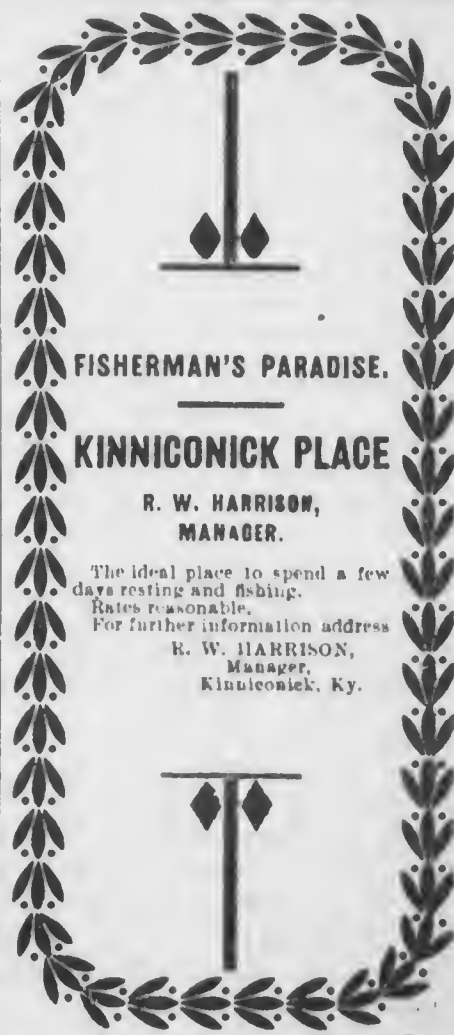 FISHERMAN'S PARADISE.
KINNICONICK PLACE
R. W. HARRISON,
MANAGER.
The ideal place to spend a few
days resting and fishing.
Rates reasonable.
For further information address
R. W. HARRISON,
Manager,
Kinniconick, Ky.